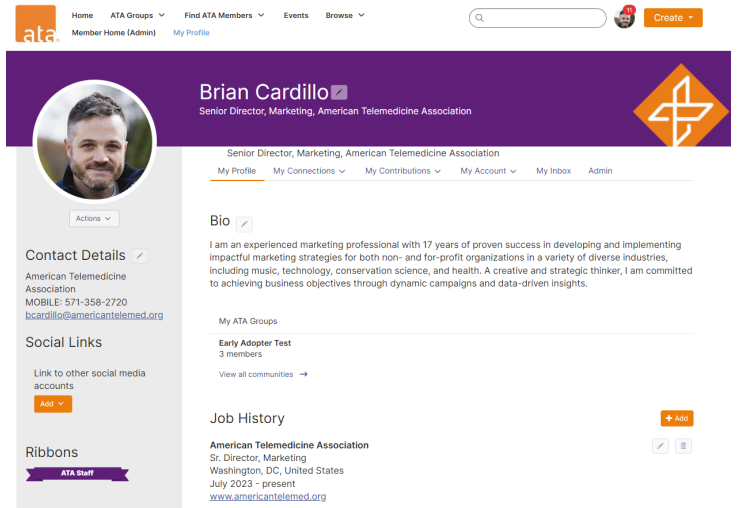 ata.
Home
ATA Groups
Find ATA Members
Events
Browse
11
Create
Member Home (Admin)
My Profile
Brian Cardillo
Senior Director, Marketing, American Telemedicine Association
Senior Director, Marketing, American Telemedicine Association
My Profile
My Connections
My Contributions
My Account
My Inbox
Admin
Actions
Contact Details
American Telemedicine
Association
MOBILE: 571-358-2720
bcardillo@americantelemed.org
Social Links
Link to other social media
accounts
Add
Ribbons
ATA Staff
Bio
I am an experienced marketing professional with 17 years of proven success in developing and implementing
impactful marketing strategies for both non- and for-profit organizations in a variety of diverse industries,
including music, technology, conservation science, and health. A creative and strategic thinker, I am committed
to achieving business objectives through dynamic campaigns and data-driven insights.
My ATA Groups
Early Adopter Test
3 members
View all communities →
Job History
+ Add
American Telemedicine Association
Sr. Director, Marketing
Washington, DC, United States
July 2023 - present
www.americantelemed.org